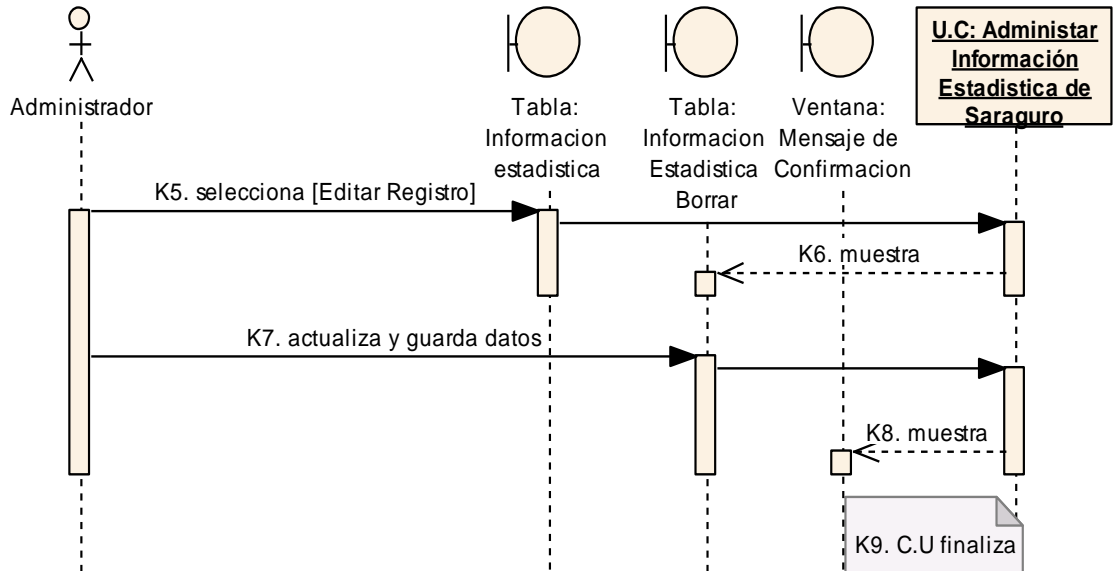 Administrador
Tabla:
Informacion
estadistica
Tabla:
Informacion
Estadistica
Borrar
Ventana:
Mensaje de
Confirmacion
U.C: Administar
Información
Estadistica de
Saraguro
K5. selecciona [Editar Registro]
K6. muestra
K7. actualiza y guarda datos
K8. muestra
K9. C.U finaliza